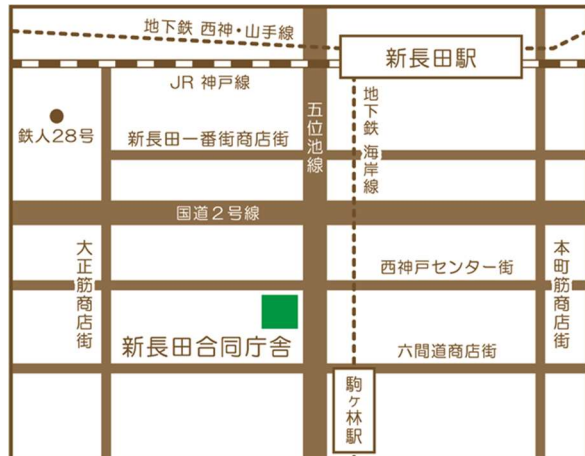 地下鉄 西神・山手線
新長田駅
JR 神戸線
鉄人28号
新長田一番街商店街
五位池線
地下鉄 海岸線
国道2号線
大正筋商店街
西神戸センター街
本町筋商店街
新長田合同庁舎
六間道商店街
駒ヶ林駅